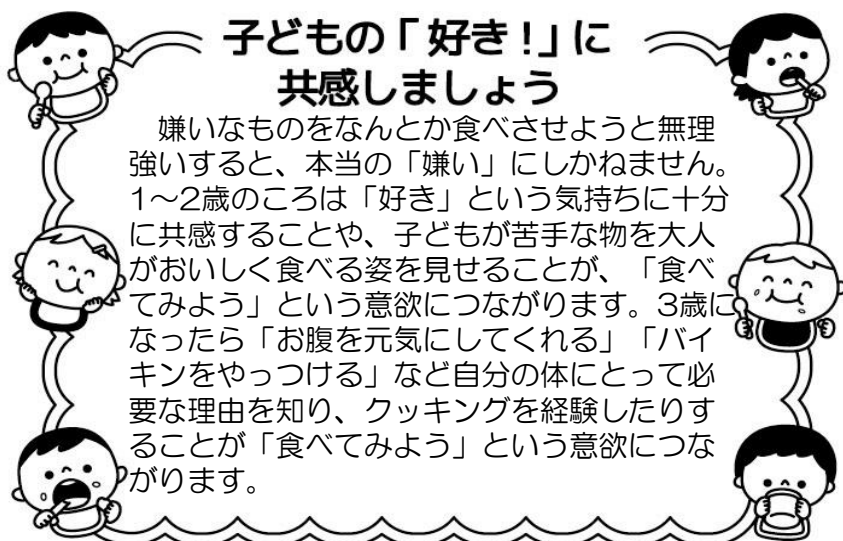 子どもの「好き!」に
共感しましょう
　嫌いなものをなんとか食べさせようと無理
強いすると、本当の「嫌い」にしかねません。
1~2歳のころは「好き」という気持ちに十分
に共感することや、子どもが苦手な物を大人
がおいしく食べる姿を見せることが、「食べ
てみよう」という意欲につながります。3歳に
なったら「お腹を元気にしてくれる」「バイ
キンをやっつける」など自分の体にとって必
要な理由を知り、クッキングを経験したりす
ることが「食べてみよう」という意欲につな
がります。